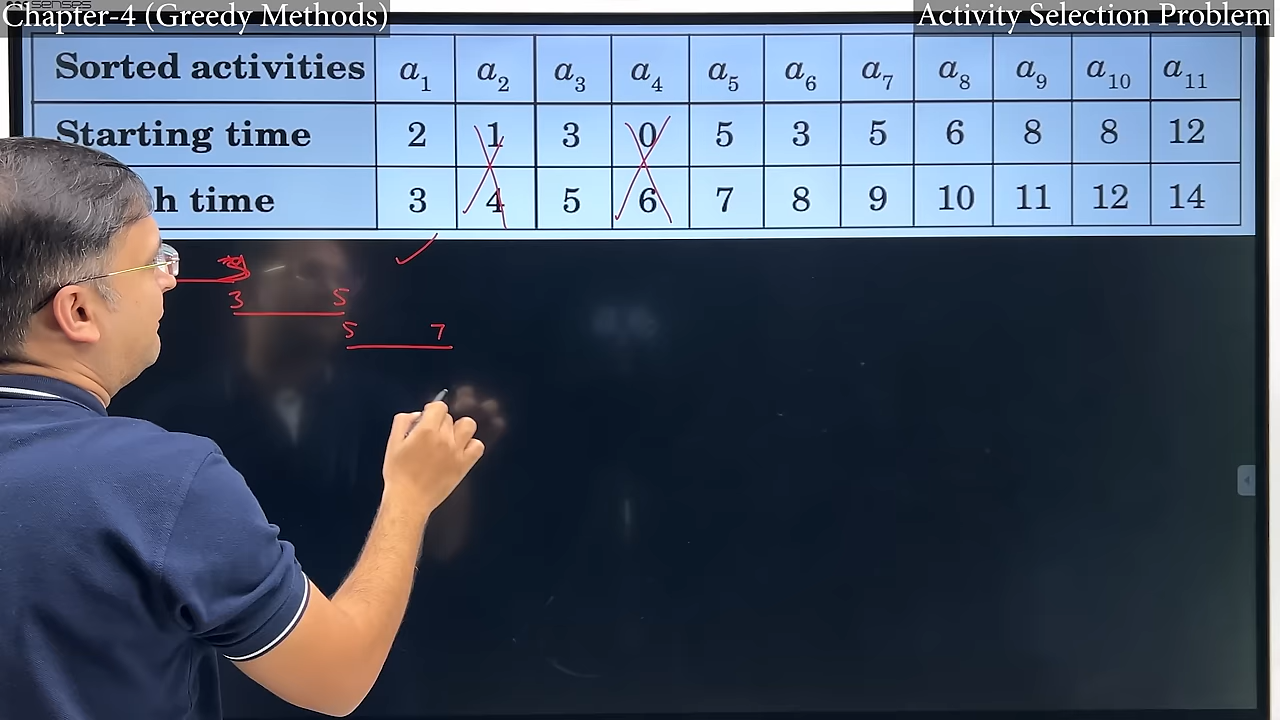 Chapter-4 (Greedy Methods)
Activity Selection Problem
Sorted activities a1 a2 a3 a4 a5 a6 a7 a8 a9 a10 a11
Starting time 2 1 3 0 5 3 5 6 8 8 12
h time 3 4 5 6 7 8 9 10 11 12 14
3 5
5 7